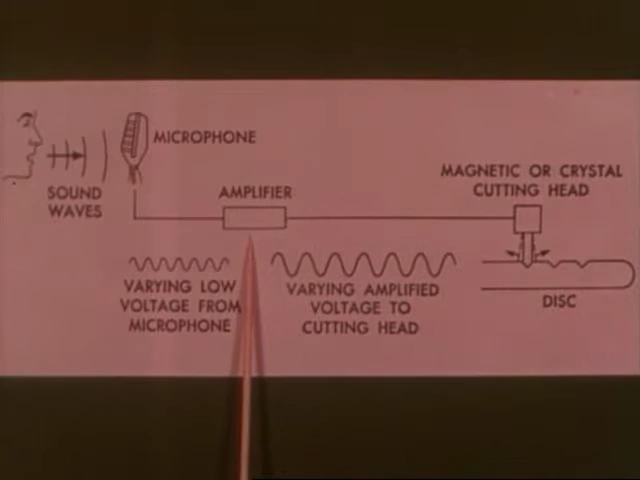 MICROPHONE
SOUND
WAVES
AMPLIFIER
MAGNETIC OR CRYSTAL
CUTTING HEAD
VARYING LOW
VOLTAGE FROM
MICROPHONE
VARYING AMPLIFIED
VOLTAGE TO
CUTTING HEAD
DISC